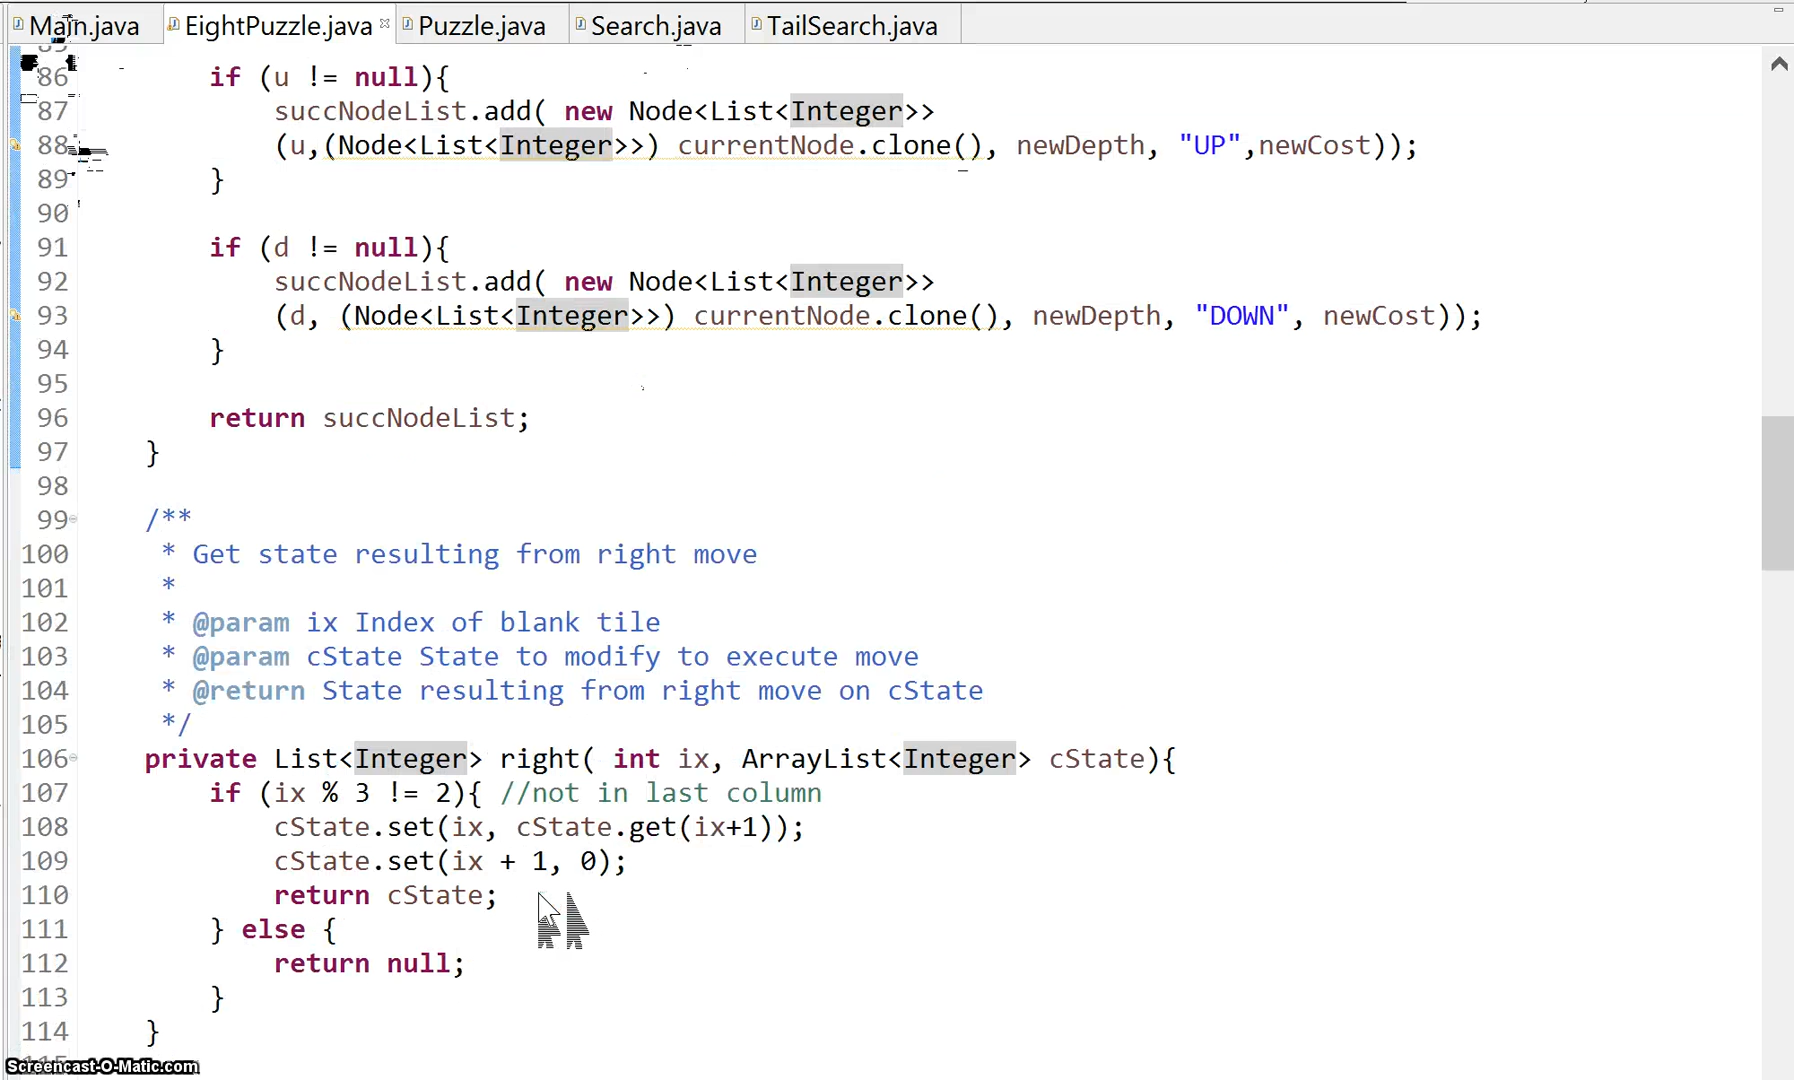 Main.java EightPuzzle.java Puzzle.java Search.java TailSearch.java
86 if (u != null){
87 succNodeList.add( new Node<List<Integer>>
88 (u,(Node<List<Integer>>) currentNode.clone(), newDepth, "UP",newCost));
89 }
90
91 if (d != null){
92 succNodeList.add( new Node<List<Integer>>
93 (d, (Node<List<Integer>>) currentNode.clone(), newDepth, "DOWN", newCost));
94 }
95
96 return succNodeList;
97 }
98
99 /**
100 * Get state resulting from right move
101 *
102 * @param ix Index of blank tile
103 * @param cState State to modify to execute move
104 * @return State resulting from right move on cState
105 */
106 private List<Integer> right( int ix, ArrayList<Integer> cState){
107 if (ix % 3 != 2){ //not in last column
108 cState.set(ix, cState.get(ix+1));
109 cState.set(ix + 1, 0);
110 return cState;
111 } else {
112 return null;
113 }
114 }
Screencast-O-Matic.com